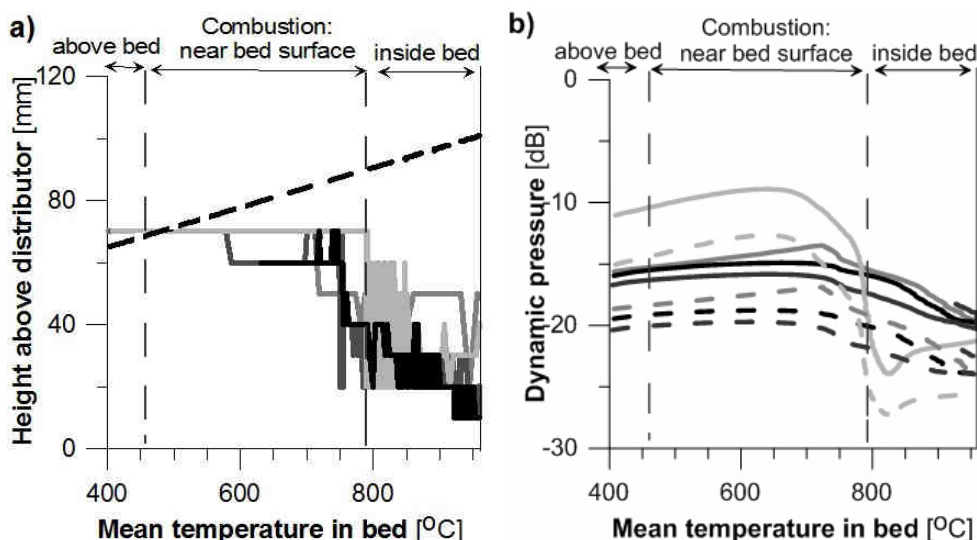 a)
Combustion:
above bed
near bed surface
inside bed
120
80
40
0
Height above distributor [mm]
400
600
800
Mean temperature in bed [ºC]
b)
Combustion:
above bed
near bed surface
inside bed
0
-10
-20
-30
Dynamic pressure [dB]
400
600
800
Mean temperature in bed [ºC]